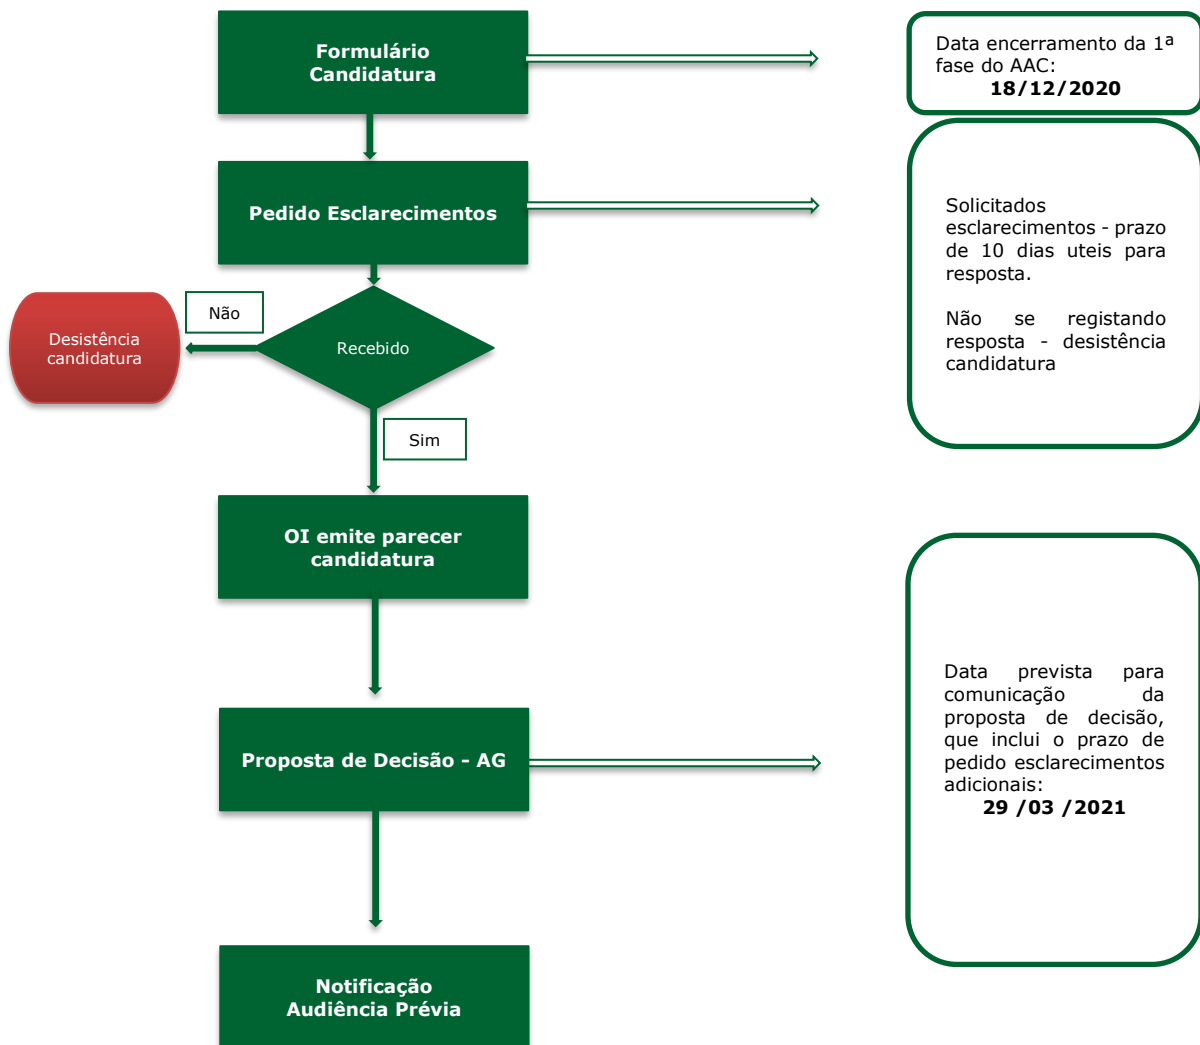 Formulário
Candidatura
Data encerramento da 1ª
fase do AAC:
18/12/2020
Pedido Esclarecimentos
Solicitados
esclarecimentos - prazo
de 10 dias uteis para
resposta.
Não se registando
resposta - desistência
candidatura
Não
Desistência
candidatura
Recebido
Sim
OI emite parecer
candidatura
Proposta de Decisão - AG
Data prevista para
comunicação da
proposta de decisão,
que inclui o prazo de
pedido esclarecimentos
adicionais:
29 /03 /2021
Notificação
Audiência Prévia